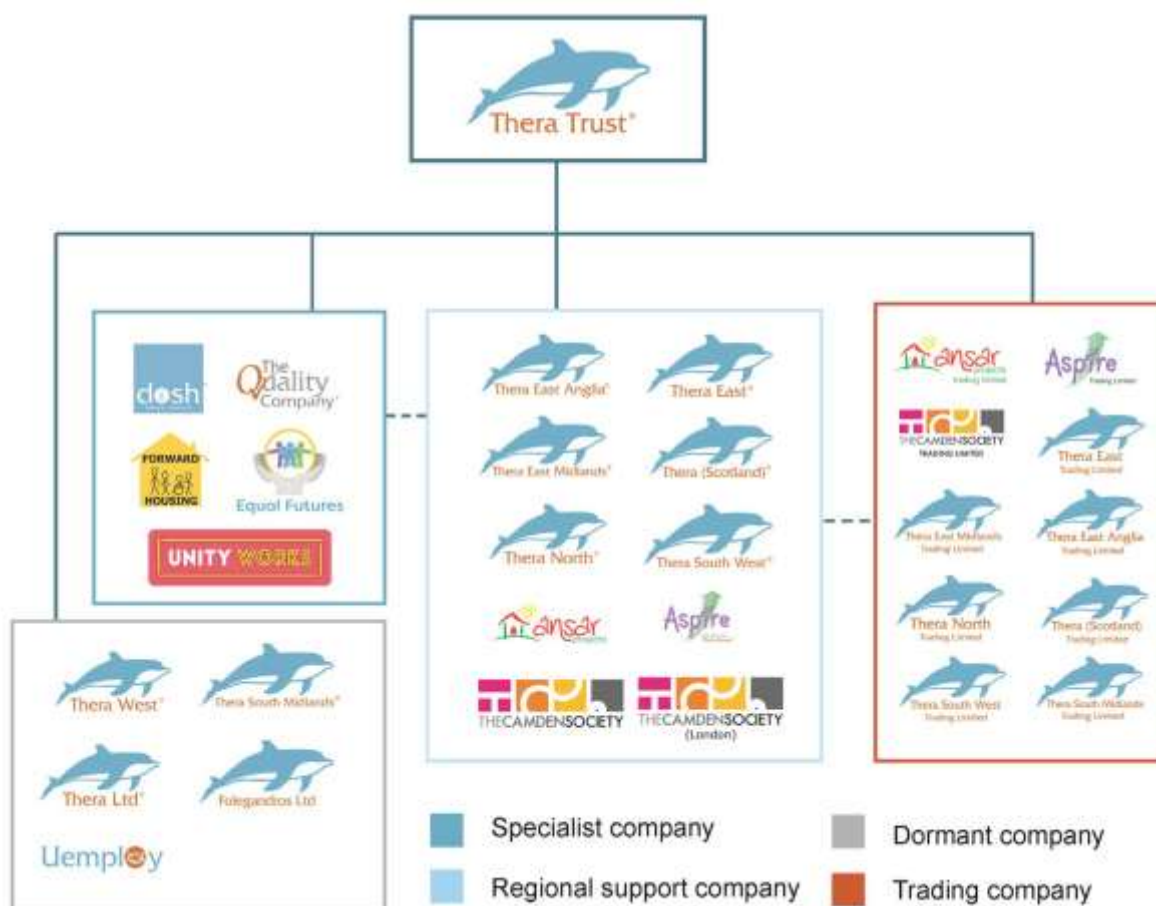 Thera Trust®
dosh
The
Quality
Company
FORWARD
HOUSING
Equal Futures
UNITY WORKS
Thera East Anglia®
Thera East®
Thera East Midlands®
Thera (Scotland)®
Thera North®
Thera South West®
ansar
Aspire
THECAMDENSOCIETY
THECAMDENSOCIETY
(London)
ansar
Trading Limited
Aspire
Trading Limited
THECAMDENSOCIETY
TRADING LIMITED
Thera East
Trading Limited
Thera East Midlands
Trading Limited
Thera East Anglia
Trading Limited
Thera North
Trading Limited
Thera (Scotland)
Trading Limited
Thera South West
Trading Limited
Thera South Midlands
Trading Limited
Thera West®
Thera South Midlands®
Thera Ltd®
Folegandros Ltd
Uemploy
Specialist company
Dormant company
Regional support company
Trading company